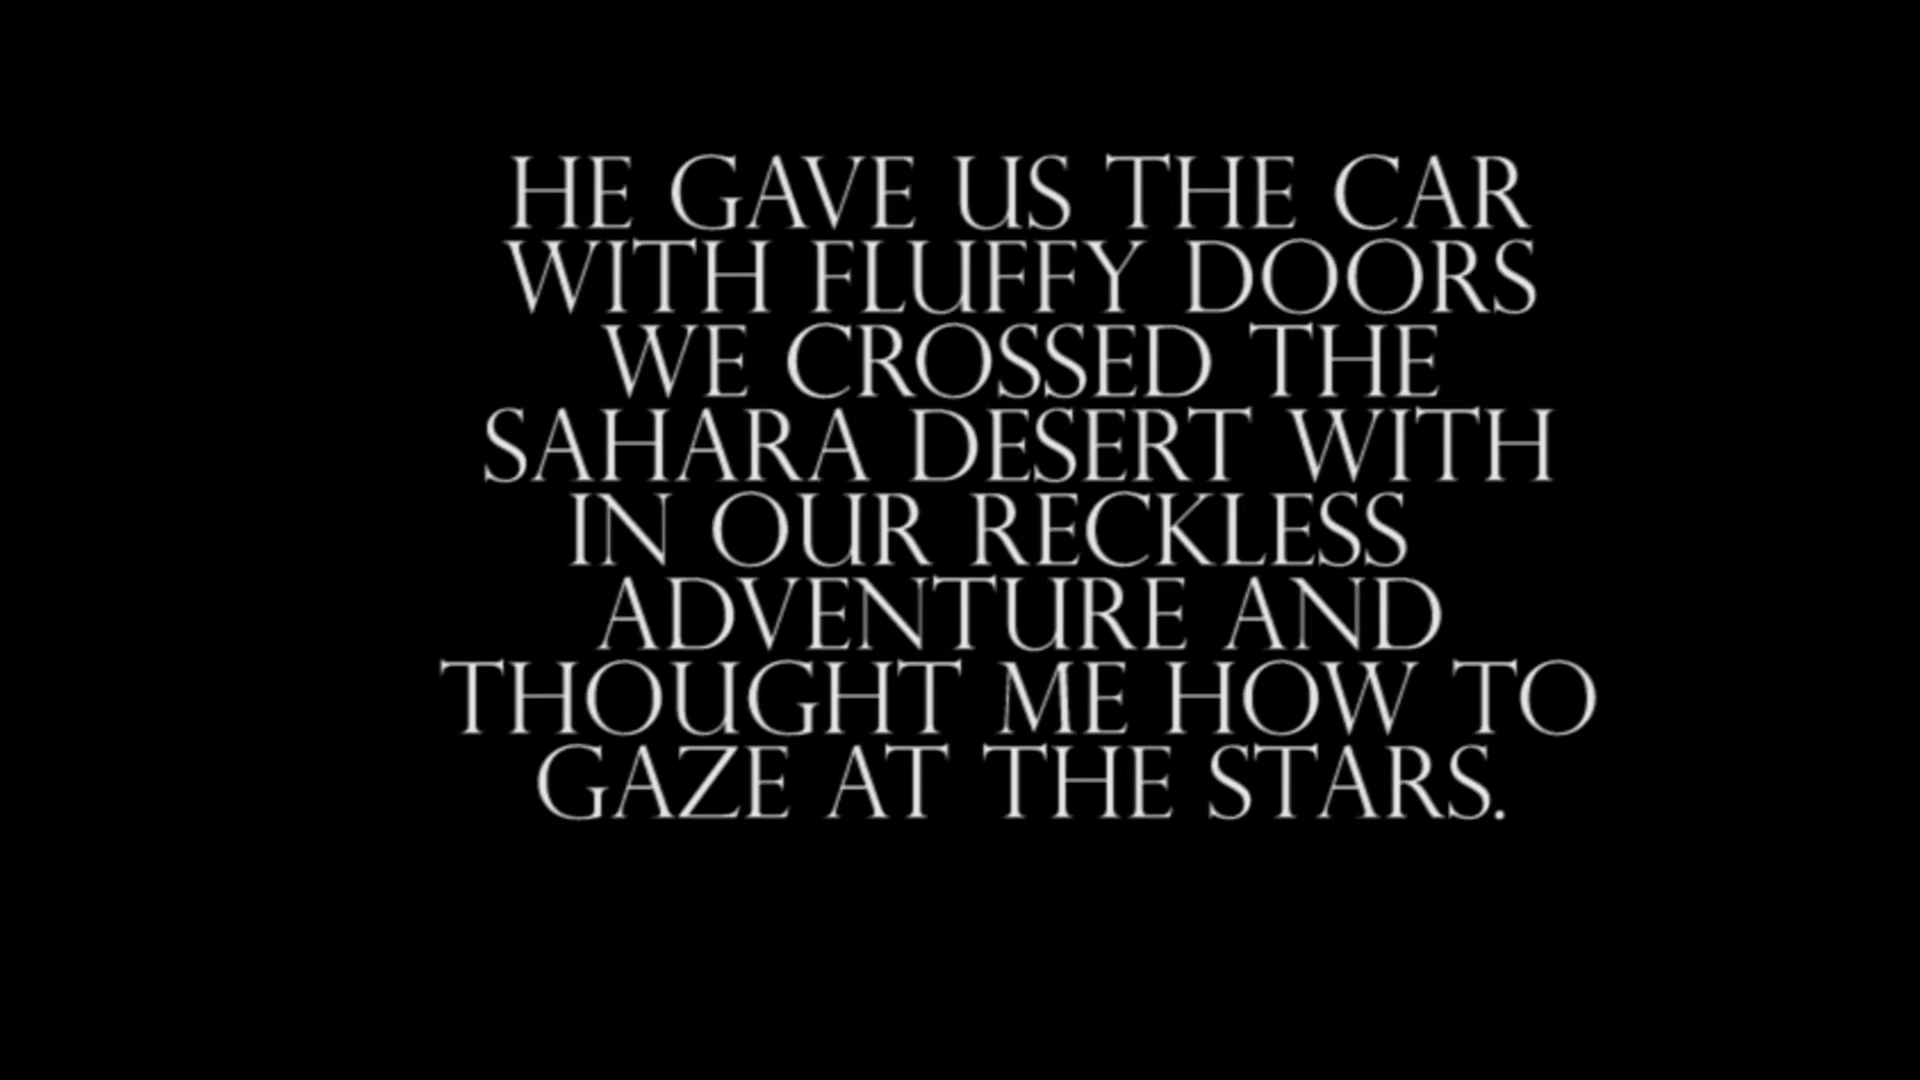 HE GAVE US THE CAR
WITH FLUFFY DOORS
WE CROSSED THE
SAHARA DESERT WITH
IN OUR RECKLESS
ADVENTURE AND
THOUGHT ME HOW TO
GAZE AT THE STARS.